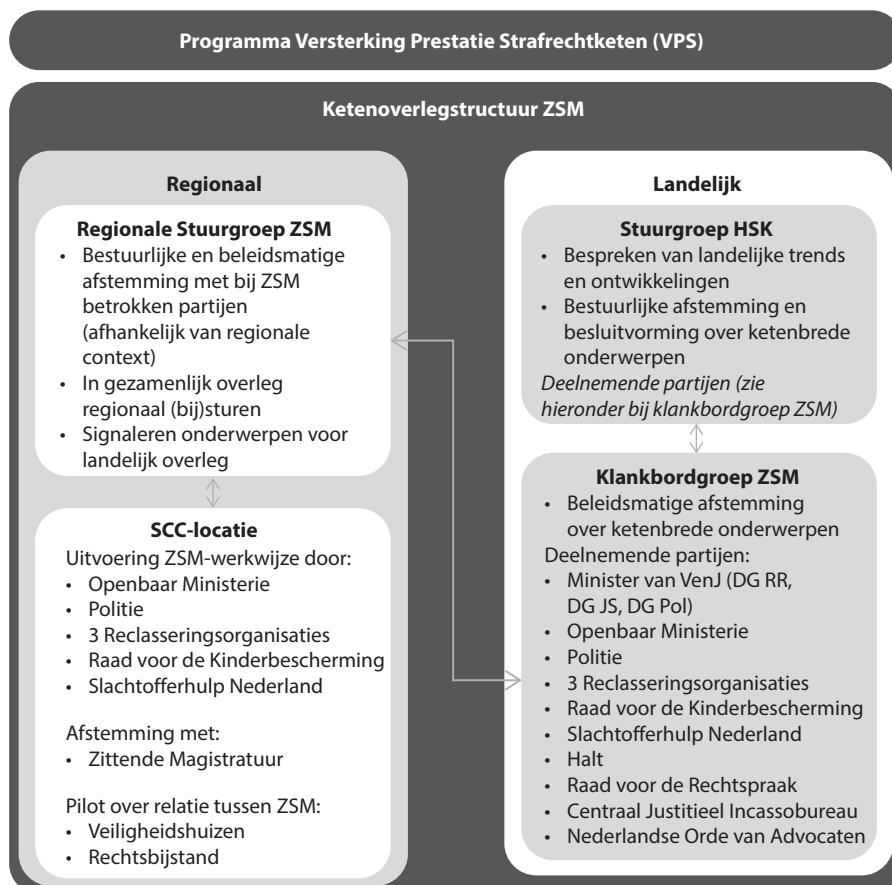 Programma Versterking Prestatie Strafrechtketen (VPS)
Ketenoverlegstructuur ZSM
Regionaal
Regionale Stuurgroep ZSM
• Bestuurlijke en beleidsmatige
afstemming met bij ZSM
betrokken partijen
(afhankelijk van regionale
context)
• In gezamenlijk overleg
regionaal (bij)sturen
• Signaleren onderwerpen voor
landelijk overleg
SCC-locatie
Uitvoering ZSM-werkwijze door:
• Openbaar Ministerie
• Politie
• 3 Reclasseringsorganisaties
• Raad voor de Kinderbescherming
• Slachtofferhulp Nederland
Afstemming met:
• Zittende Magistratuur
Pilot over relatie tussen ZSM:
• Veiligheidshuizen
• Rechtsbijstand
Landelijk
Stuurgroep HSK
• Bespreken van landelijke trends
en ontwikkelingen
• Bestuurlijke afstemming en
besluitvorming over ketenbrede
onderwerpen
Deelnemende partijen (zie
hieronder bij klankbordgroep ZSM)
Klankbordgroep ZSM
• Beleidsmatige afstemming
over ketenbrede onderwerpen
Deelnemende partijen:
• Minister van VenJ (DG RR,
DG JS, DG Pol)
• Openbaar Ministerie
• Politie
• 3 Reclasseringsorganisaties
• Raad voor de Kinderbescherming
• Slachtofferhulp Nederland
• Halt
• Raad voor de Rechtspraak
• Centraal Justitieel Incassobureau
• Nederlandse Orde van Advocaten